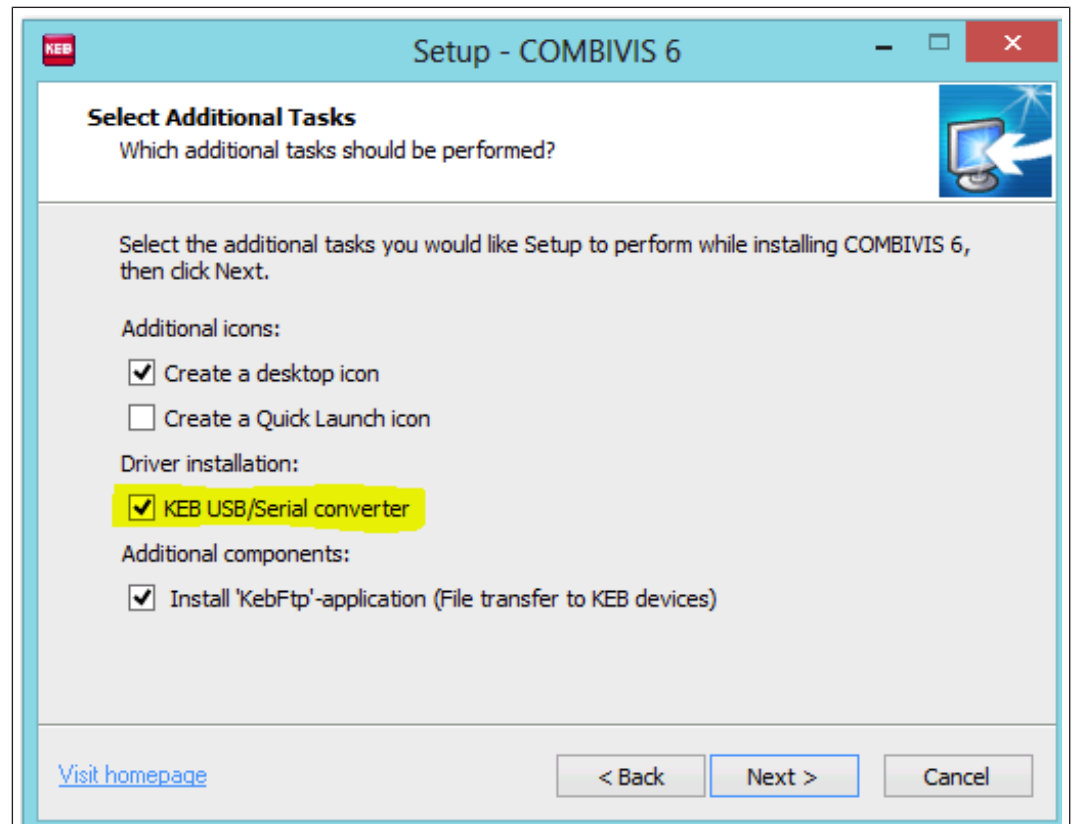 KEB
Setup - COMBIVIS 6
Select Additional Tasks
Which additional tasks should be performed?
Select the additional tasks you would like Setup to perform while installing COMBIVIS 6,
then click Next.
Additional icons:
Create a desktop icon
Create a Quick Launch icon
Driver installation:
KEB USB/Serial converter
Additional components:
Install 'KebFtp'-application (File transfer to KEB devices)
Visit homepage
< Back
Next >
Cancel